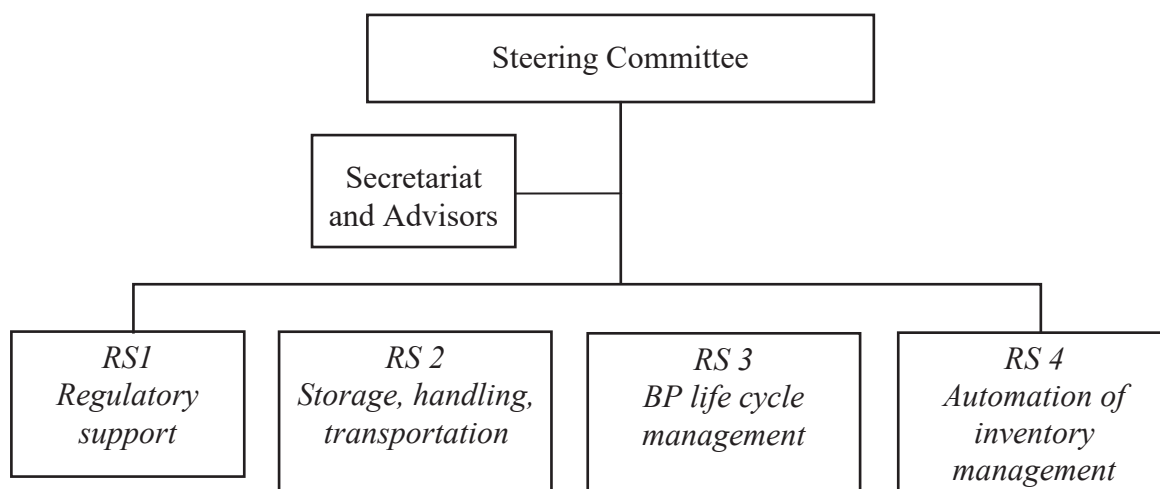 Steering Committee
Secretariat
and Advisors
RS1
Regulatory
support
RS 2
Storage, handling,
transportation
RS 3
BP life cycle
management
RS 4
Automation of
inventory
management